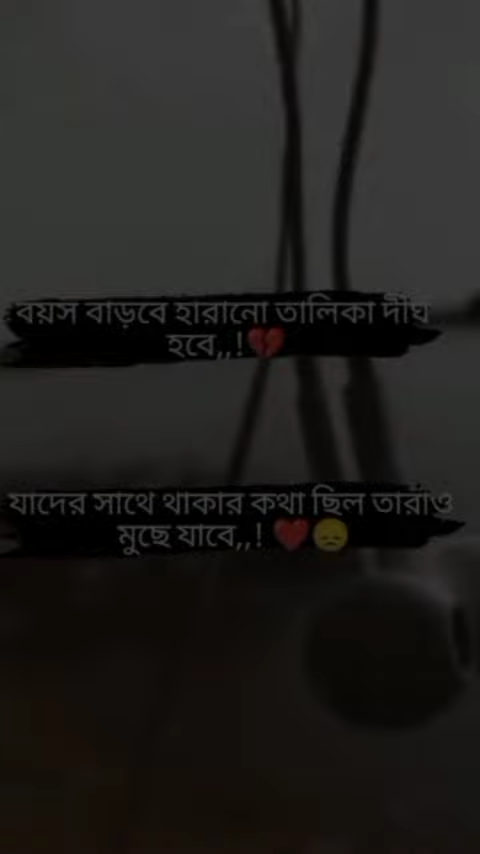 বয়স বাড়বে হারানো তালিকা দীঘ
হবে,,!💔
যাদের সাথে থাকার কথা ছিল তারাও
মুছে যাবে,,! ❤️😞